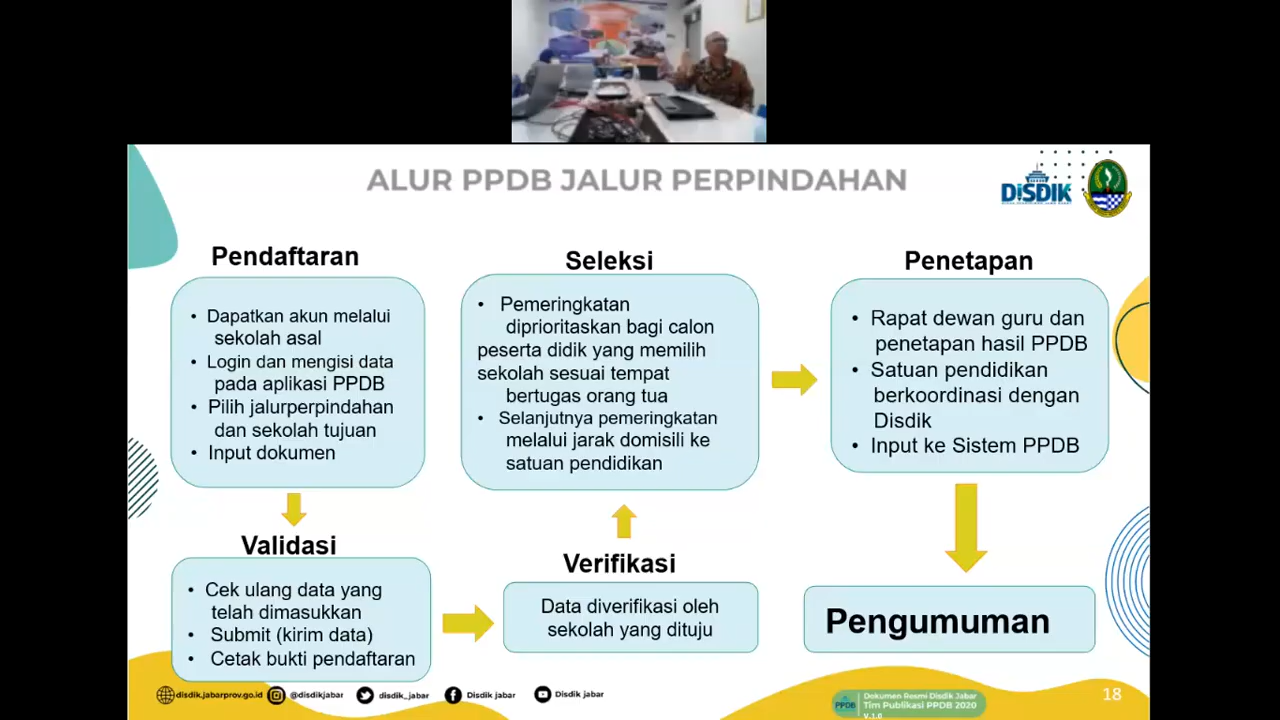 ALUR PPDB JALUR PERPINDAHAN
DISDIK
Pendaftaran
• Dapatkan akun melalui
sekolah asal
• Login dan mengisi data
pada aplikasi PPDB
• Pilih jalurperpindahan
dan sekolah tujuan
• Input dokumen
Validasi
• Cek ulang data yang
telah dimasukkan
• Submit (kirim data)
• Cetak bukti pendaftaran
Verifikasi
Data diverifikasi oleh
sekolah yang dituju
Seleksi
• Pemeringkatan
diprioritaskan bagi calon
peserta didik yang memilih
sekolah sesuai tempat
bertugas orang tua
• Selanjutnya pemeringkatan
melalui jarak domisili ke
satuan pendidikan
Penetapan
• Rapat dewan guru dan
penetapan hasil PPDB
• Satuan pendidikan
berkoordinasi dengan
Disdik
• Input ke Sistem PPDB
Pengumuman
disdik.jabarprov.go.id @disdikjabar disdik_jabar Disdik jabar Disdik jabar
PPDB
Dokumen Resmi Disdik Jabar
Tim Publikasi PPDB 2020
V.1.0
18